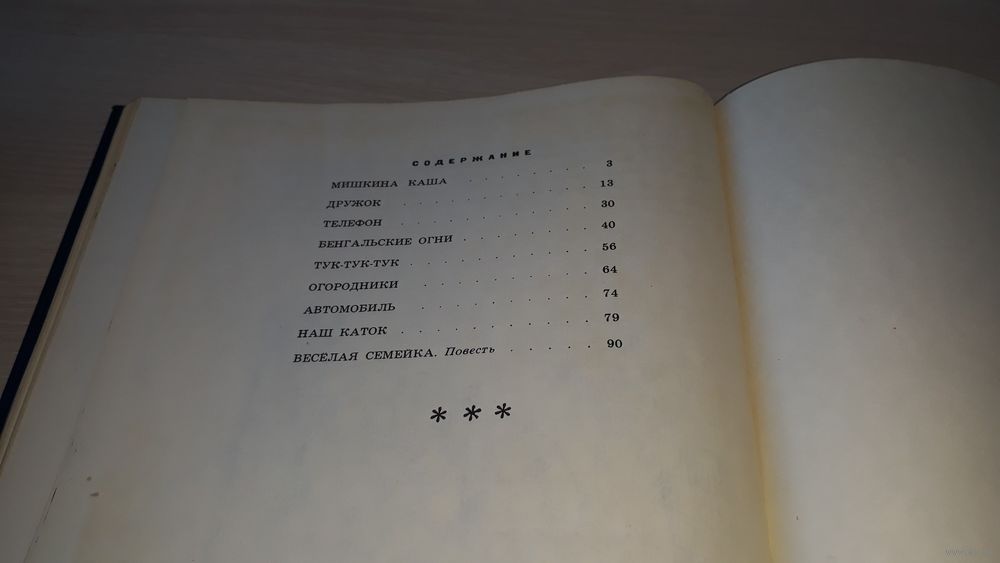 СОДЕРЖАНИЕ
МИШКИНА КАША . . . . . . . 3
ДРУЖОК . . . . . . . . . 13
ТЕЛЕФОН . . . . . . . . . 30
БЕНГАЛЬСКИЕ ОГНИ . . . . . . . 40
ТУК-ТУК-ТУК . . . . . . . . . 56
ОГОРОДНИКИ . . . . . . . . 64
АВТОМОБИЛЬ . . . . . . . . 74
НАШ КАТОК . . . . . . . . . 79
ВЕСЁЛАЯ СЕМЕЙКА. Повесть . . . . . 90
* * *